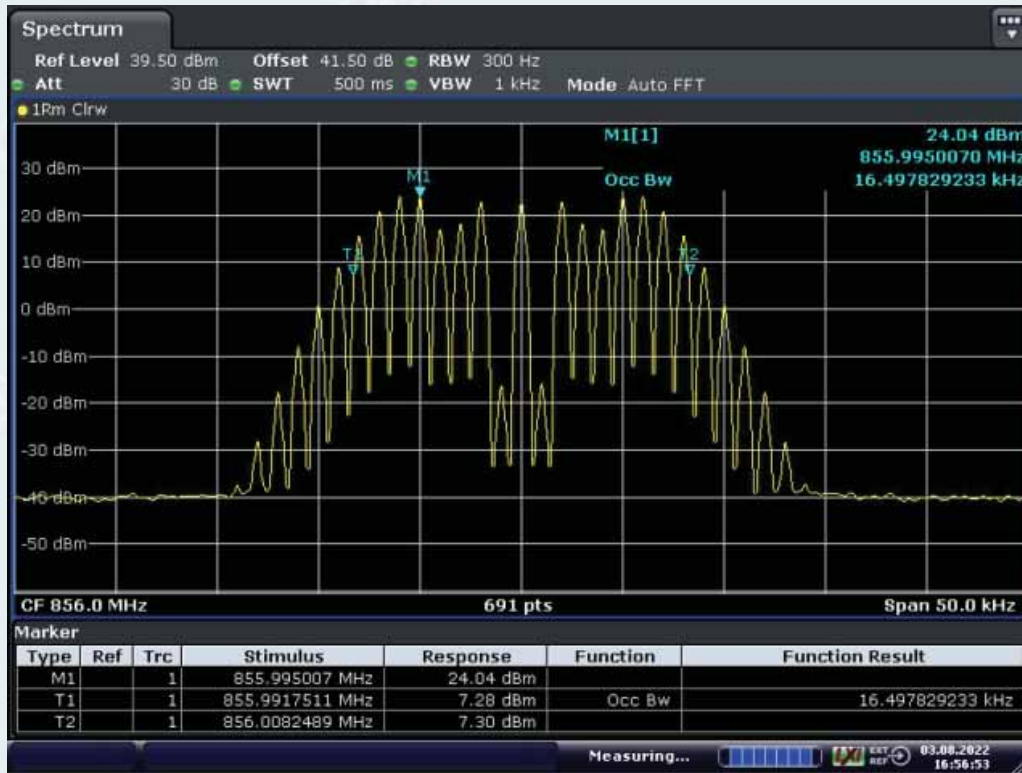 Spectrum
Ref Level 39.50 dBm Offset 41.50 dB RBW 300 Hz
Att 30 dB SWT 500 ms VBW 1 kHz Mode Auto FFT
1Rm Clrw
M1[1] 24.04 dBm
855.9950070 MHz
Occ Bw 16.497829233 kHz
30 dBm
M1
20 dBm
10 dBm
T1
T2
0 dBm
-10 dBm
-20 dBm
-30 dBm
-40 dBm
-50 dBm
CF 856.0 MHz 691 pts Span 50.0 kHz
Marker
Type Ref Trc Stimulus Response Function Function Result
M1 1 855.995007 MHz 24.04 dBm
T1 1 855.9917511 MHz 7.28 dBm Occ Bw 16.497829233 kHz
T2 1 856.0082489 MHz 7.30 dBm
Measuring... LXI EXT REF 03.08.2022
16:56:53